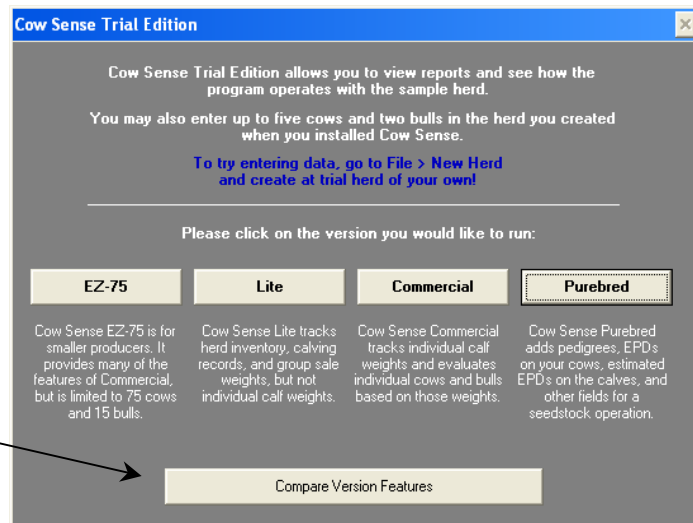 Cow Sense Trial Edition
Cow Sense Trial Edition allows you to view reports and see how the
program operates with the sample herd.
You may also enter up to five cows and two bulls in the herd you created
when you installed Cow Sense.
To try entering data, go to File > New Herd
and create at trial herd of your own!
Please click on the version you would like to run:
EZ-75
Lite
Commercial
Purebred
Cow Sense EZ-75 is for
smaller producers. It
provides many of the
features of Commercial,
but is limited to 75 cows
and 15 bulls.
Cow Sense Lite tracks
herd inventory, calving
records, and group sale
weights, but not
individual calf weights.
Cow Sense Commercial
tracks individual calf
weights and evaluates
individual cows and bulls
based on those weights.
Cow Sense Purebred
adds pedigrees, EPDs
on your cows, estimated
EPDs on the calves, and
other fields for a
seedstock operation.
Compare Version Features